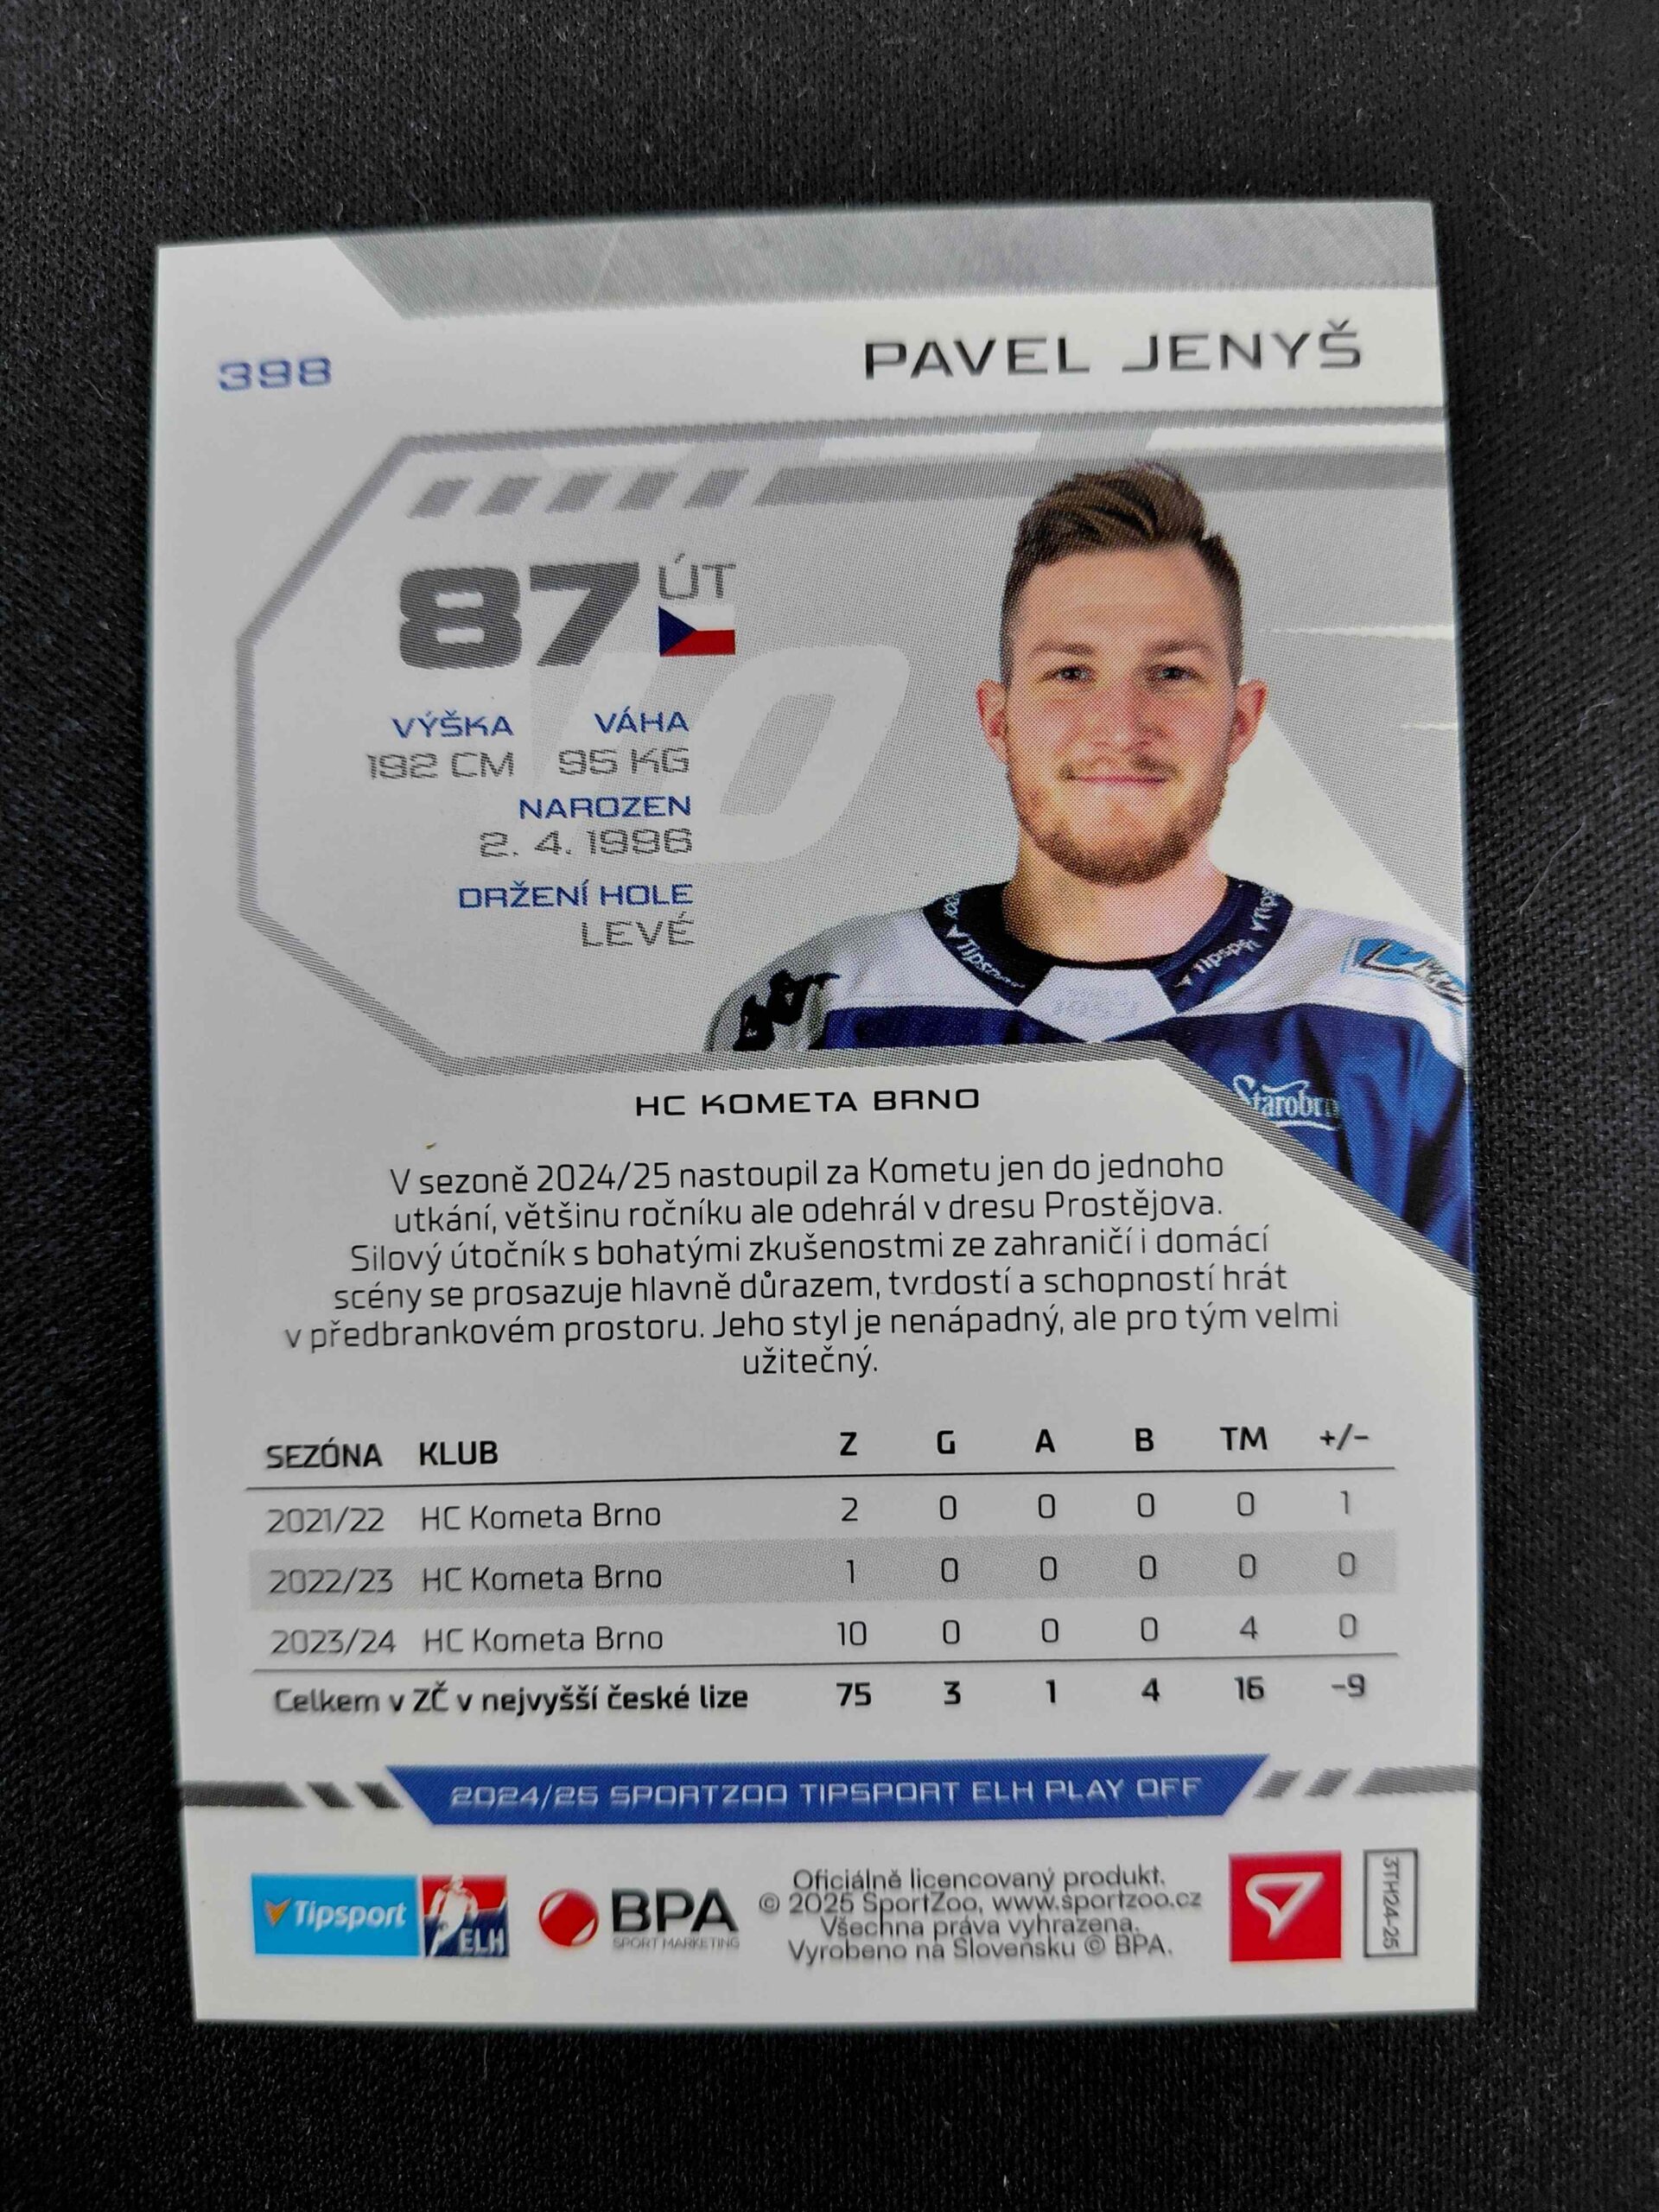 398
PAVEL JENYŠ
87 ÚT
VÝŠKA VÁHA
192 CM 95 KG
NAROZEN
2. 4. 1996
DRŽENÍ HOLE
LEVÉ
Tipsport
Tipsport
Starobrn
HC KOMETA BRNO
V sezoně 2024/25 nastoupil za Kometu jen do jednoho
utkání, většinu ročníku ale odehrál v dresu Prostějova.
Silový útočník s bohatými zkušenostmi ze zahraničí i domácí
scény se prosazuje hlavně důrazem, tvrdostí a schopností hrát
v předbrankovém prostoru. Jeho styl je nenápadný, ale pro tým velmi
užitečný.
SEZÓNA KLUB Z G A B TM +/−
2021/22 HC Kometa Brno 2 0 0 0 0 1
2022/23 HC Kometa Brno 1 0 0 0 0 0
2023/24 HC Kometa Brno 10 0 0 0 4 0
Celkem v ZČ v nejvyšší české lize 75 3 1 4 16 −9
2024/25 SPORTZOO TIPSPORT ELH PLAY OFF
Tipsport
ELH
BPA
SPORT MARKETING
Oficiálně licencovaný produkt.
© 2025 SportZoo, www.sportzoo.cz
Všechna práva vyhrazena.
Vyrobeno na Slovensku © BPA.
3TH24-25